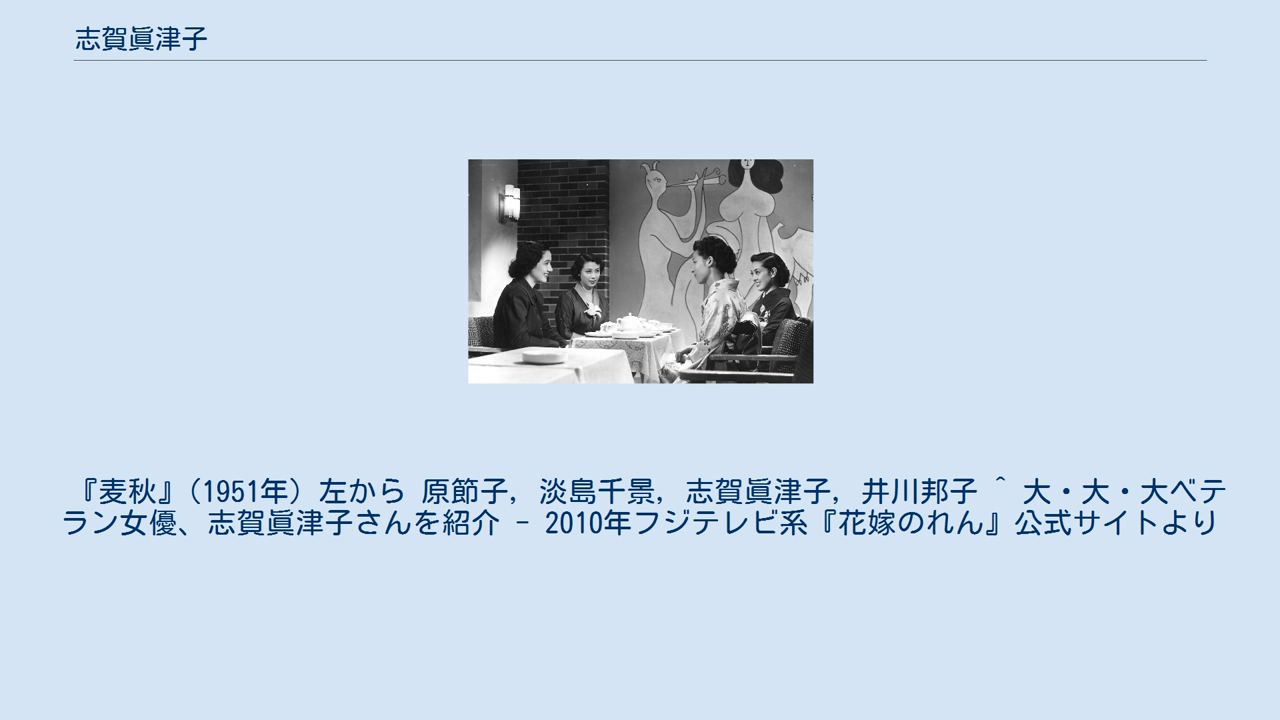 志賀眞津子
『麦秋』（1951年）左から 原節子, 淡島千景, 志賀眞津子, 井川邦子 ^ 大・大・大ベテ
ラン女優、志賀眞津子さんを紹介 - 2010年フジテレビ系『花嫁のれん』公式サイトより